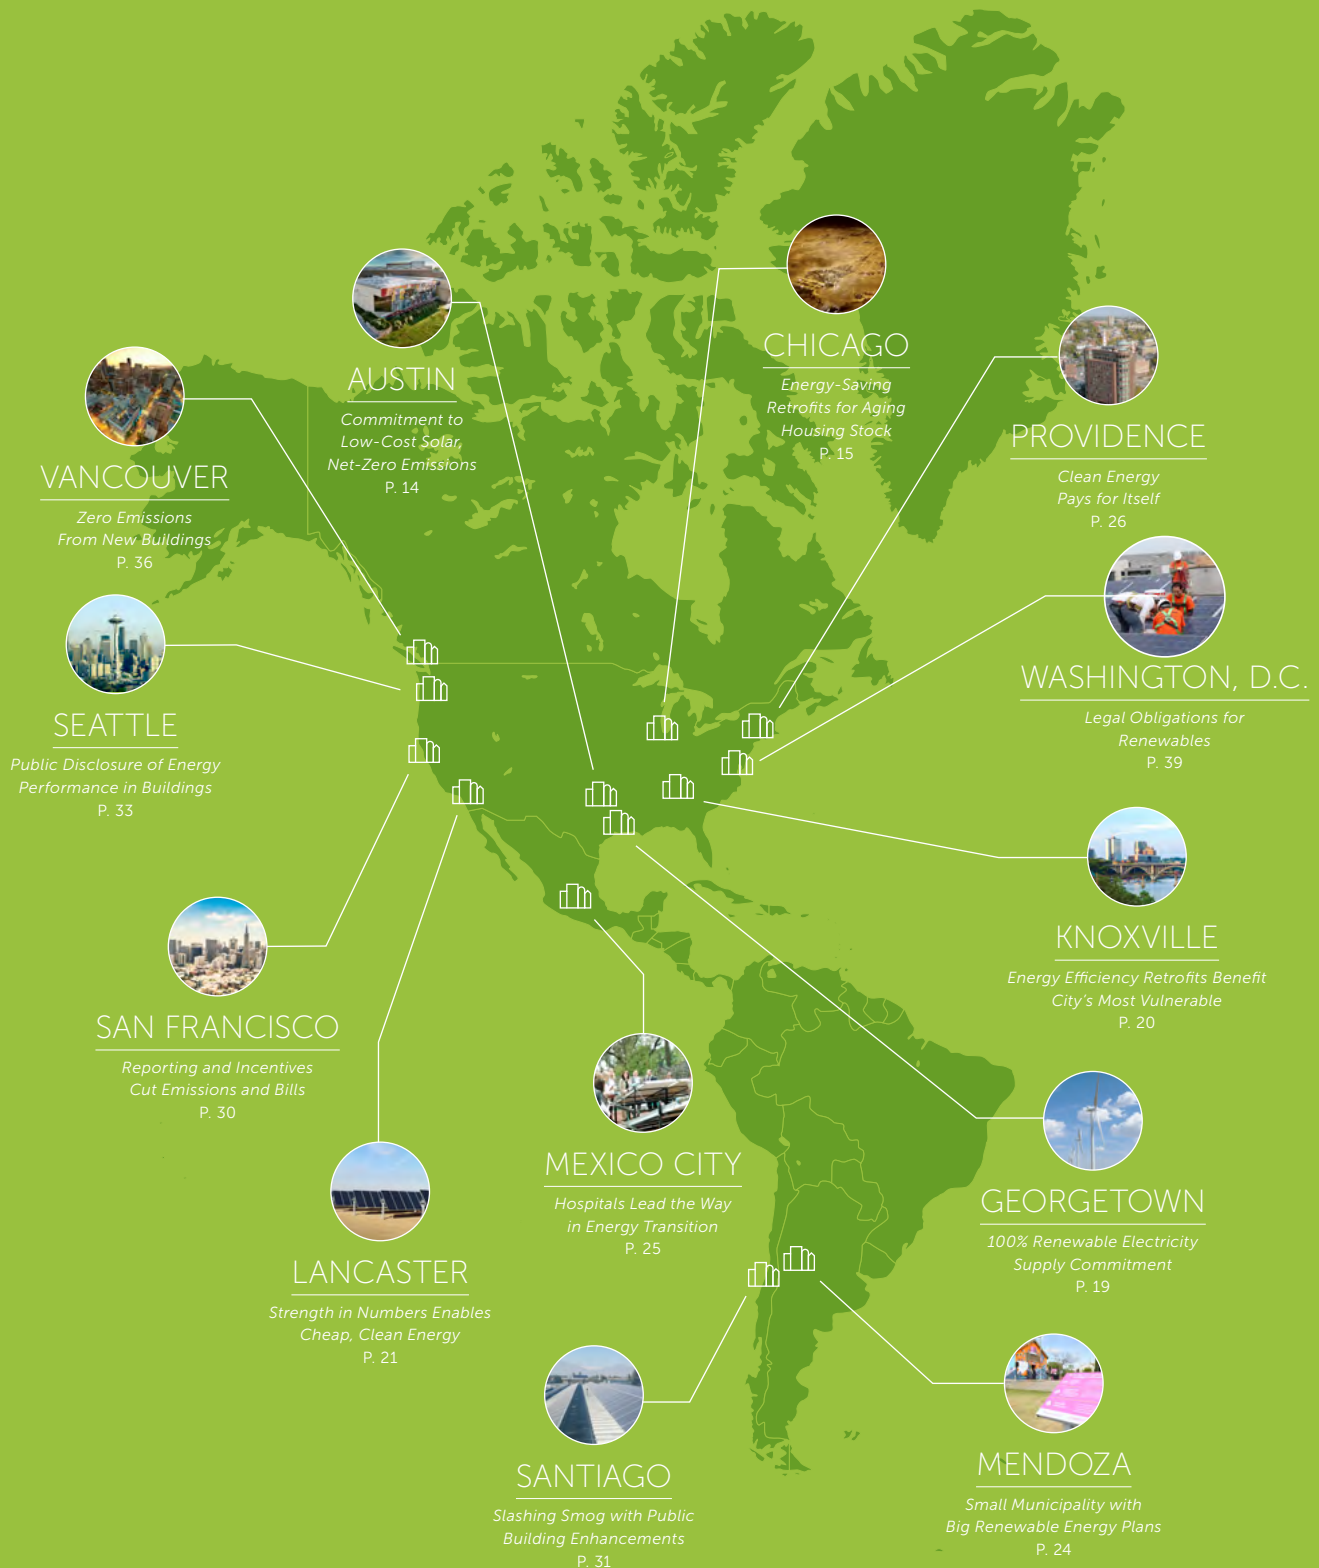 AUSTIN
Commitment to
Low-Cost Solar,
Net-Zero Emissions
P. 14
CHICAGO
Energy-Saving
Retrofits for Aging
Housing Stock
P. 15
PROVIDENCE
Clean Energy
Pays for Itself
P. 26
VANCOUVER
Zero Emissions
From New Buildings
P. 36
WASHINGTON, D.C.
Legal Obligations for
Renewables
P. 39
SEATTLE
Public Disclosure of Energy
Performance in Buildings
P. 33
KNOXVILLE
Energy Efficiency Retrofits Benefit
City's Most Vulnerable
P. 20
SAN FRANCISCO
Reporting and Incentives
Cut Emissions and Bills
P. 30
MEXICO CITY
Hospitals Lead the Way
in Energy Transition
P. 25
GEORGETOWN
100% Renewable Electricity
Supply Commitment
P. 19
LANCASTER
Strength in Numbers Enables
Cheap, Clean Energy
P. 21
SANTIAGO
Slashing Smog with Public
Building Enhancements
P. 31
MENDOZA
Small Municipality with
Big Renewable Energy Plans
P. 24